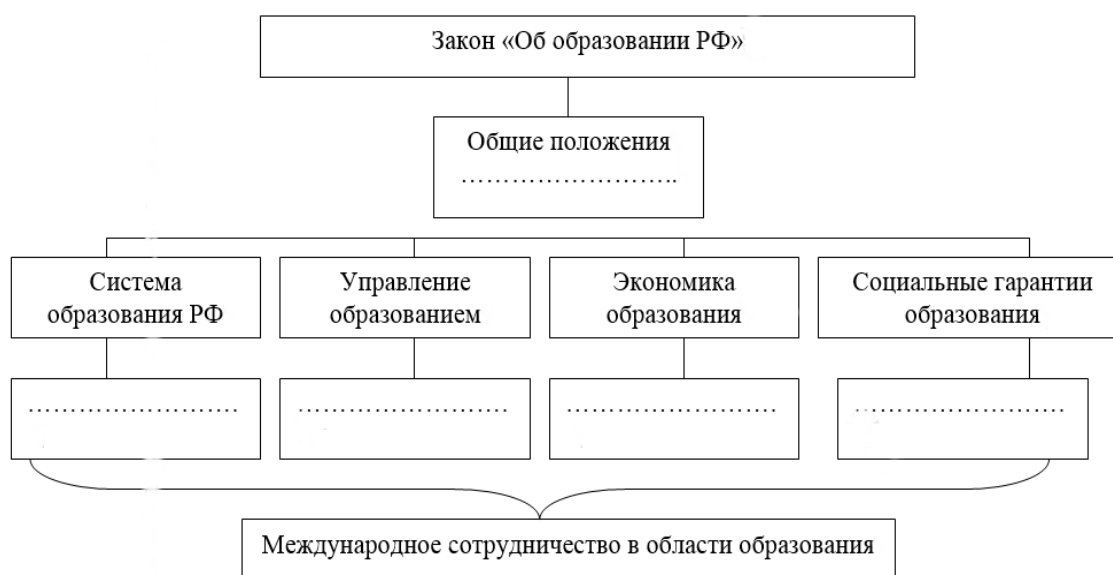 Закон «Об образовании РФ»
Общие положения
……………………..
Система
образования РФ
Управление
образованием
Экономика
образования
Социальные гарантии
образования
…………………….
…………………….
…………………….
…………………….
Международное сотрудничество в области образования